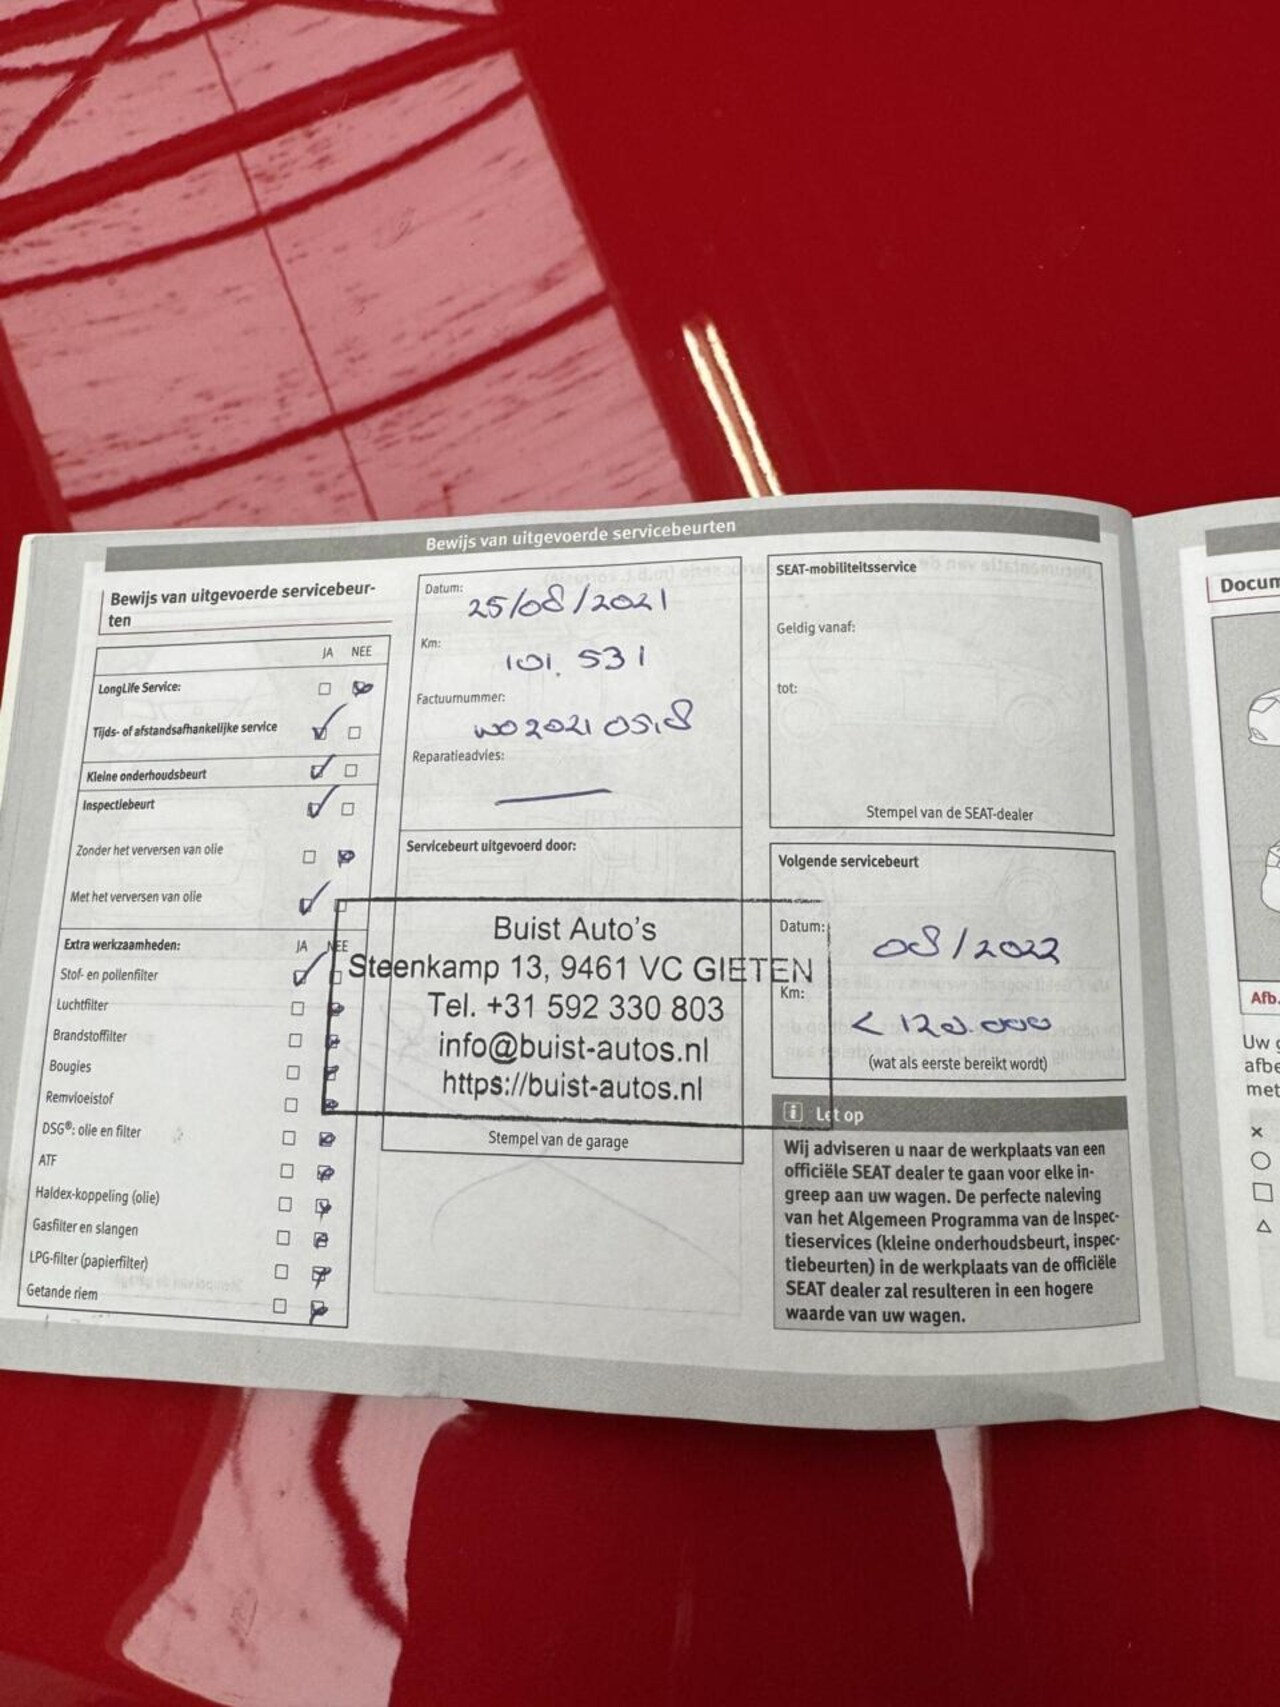 Bewijs van uitgevoerde servicebeurten
Bewijs van uitgevoerde servicebeur-
ten
JA NEE
LongLife Service:
Tijds- of afstandsafhankelijke service
Kleine onderhoudsbeurt
Inspectiebeurt
Zonder het verversen van olie
Met het verversen van olie
Extra werkzaamheden: JA NEE
Stof- en pollenfilter
Luchtfilter
Brandstoffilter
Bougies
Remvloeistof
DSG®: olie en filter
ATF
Haldex-koppeling (olie)
Gasfilter en slangen
LPG-filter (papierfilter)
Getande riem
Datum:
25/08/2021
Km:
101.531
Factuurnummer:
Reparatieadvies:
Servicebeurt uitgevoerd door:
Buist Auto's
Steenkamp 13, 9461 VC GIETEN
Tel. +31 592 330 803
info@buist-autos.nl
https://buist-autos.nl
Stempel van de garage
SEAT-mobiliteitsservice
Geldig vanaf:
tot:
Stempel van de SEAT-dealer
Volgende servicebeurt
Datum:
08/2022
Km:
< 120.000
(wat als eerste bereikt wordt)
i Let op
Wij adviseren u naar de werkplaats van een
officiële SEAT dealer te gaan voor elke in-
greep aan uw wagen. De perfecte naleving
van het Algemeen Programma van de Inspec-
tieservices (kleine onderhoudsbeurt, inspec-
tiebeurten) in de werkplaats van de officiële
SEAT dealer zal resulteren in een hogere
waarde van uw wagen.
Docum
Afb.
Uw g
afbe
met